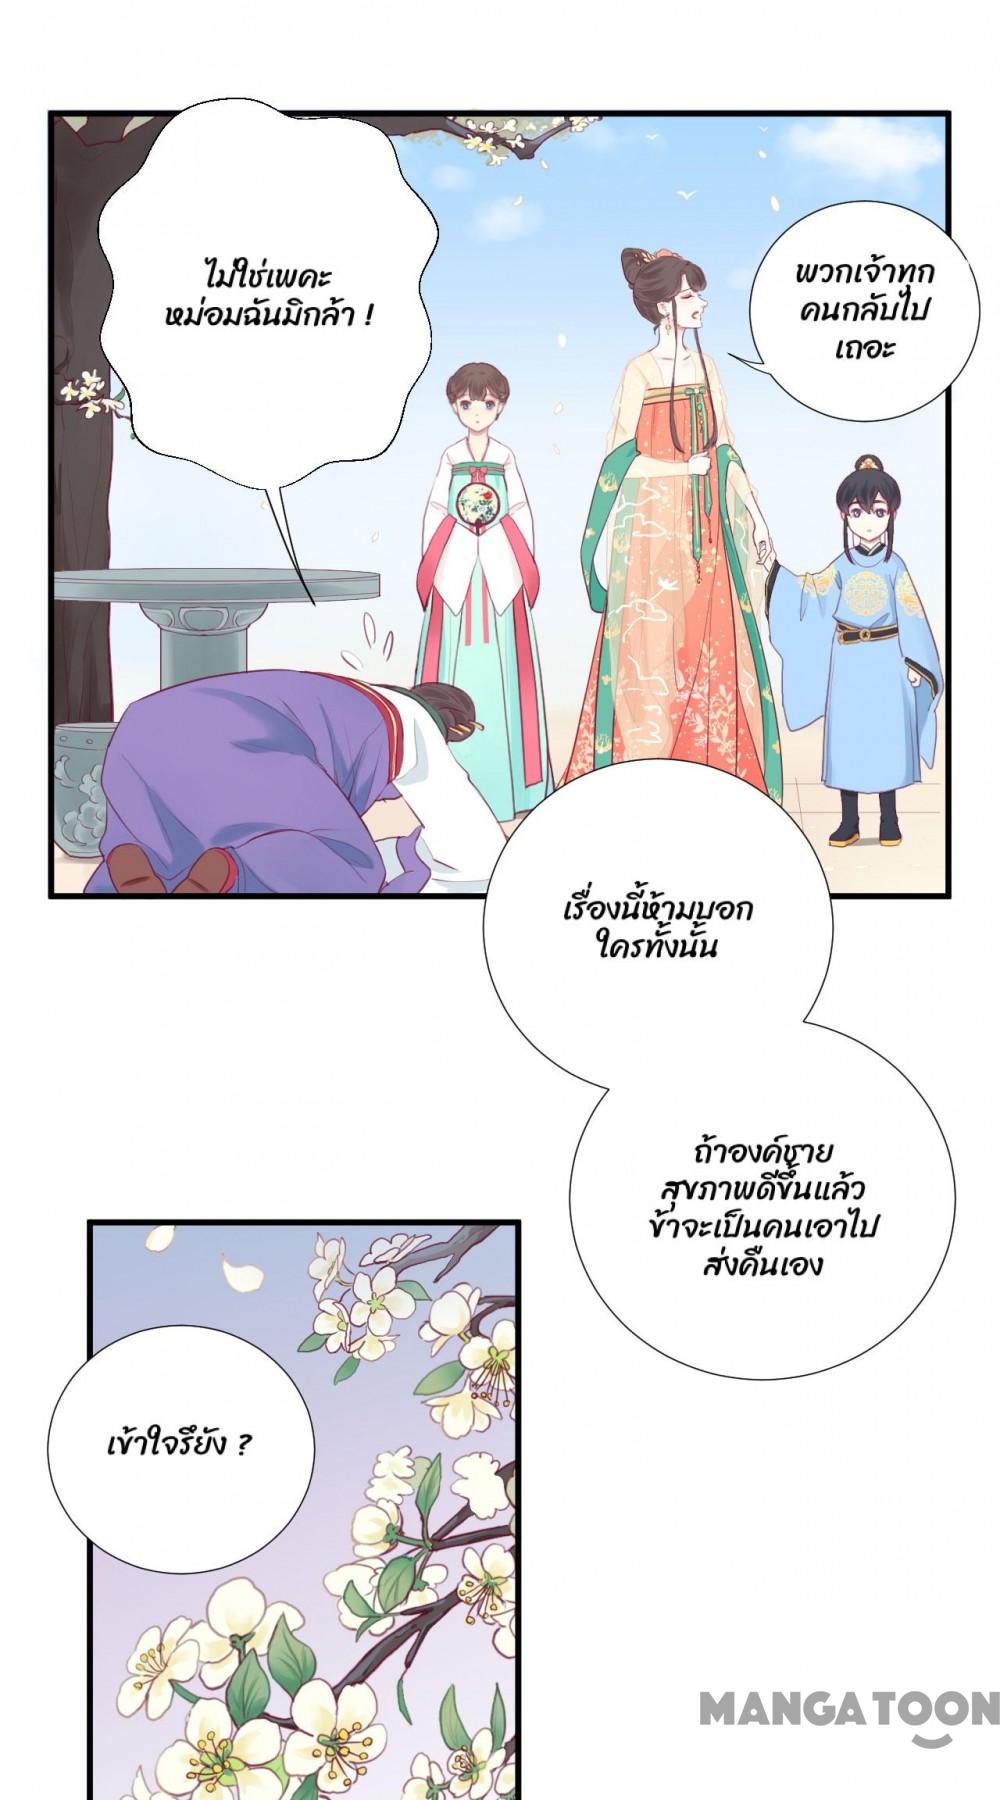 ไม่ใช่เพคะ
หม่อมฉันมิกล้า !
พวกเจ้าทุก
คนกลับไป
เถอะ
เรื่องนี้ห้ามบอก
ใครทั้งนั้น
ถ้าองค์ชาย
สุขภาพดีขึ้นแล้ว
ข้าจะเป็นคนเอาไป
ส่งคืนเอง
เข้าใจรึยัง ?
MANGATOON